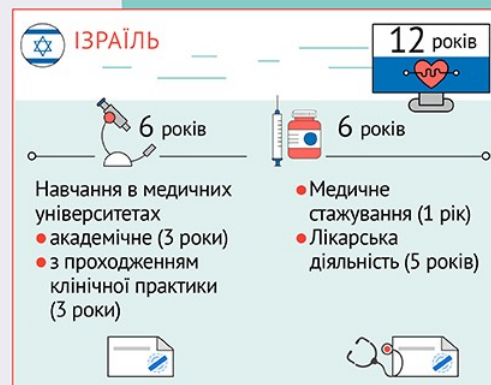 ІЗРАЇЛЬ
12 років
6 років
Навчання в медичних
університетах
• академічне (3 роки)
• з проходженням
клінічної практики
(3 роки)
6 років
• Медичне
стажування (1 рік)
• Лікарська
діяльність (5 років)